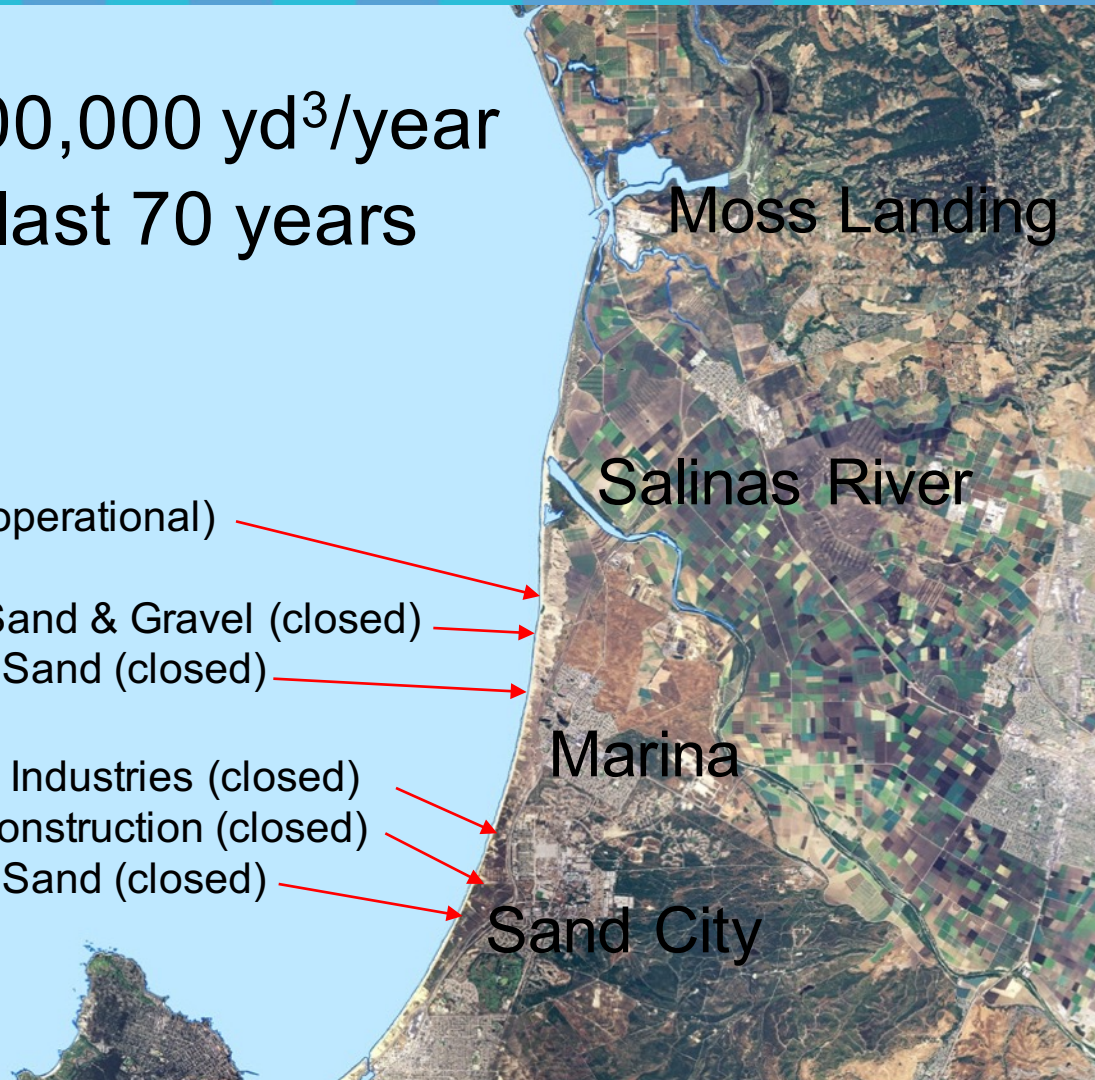 00,000 yd³/year
last 70 years
Moss Landing
Salinas River
operational)
Sand & Gravel (closed)
Sand (closed)
Marina
Industries (closed)
onstruction (closed)
Sand (closed)
Sand City